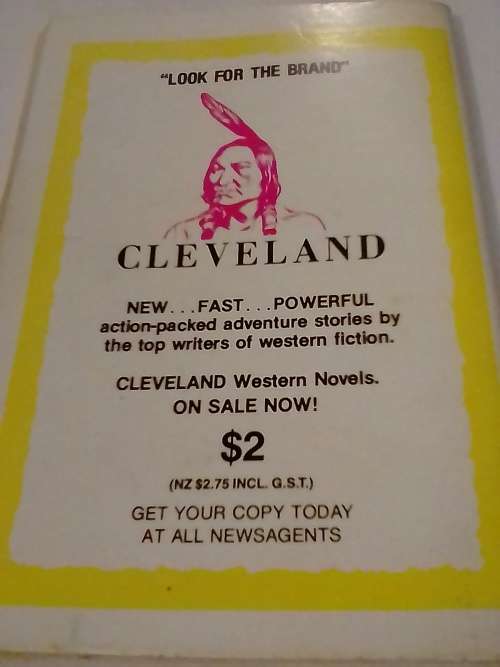 "LOOK FOR THE BRAND"
CLEVELAND
NEW...FAST...POWERFUL
action-packed adventure stories by
the top writers of western fiction.
CLEVELAND Western Novels.
ON SALE NOW!
$2
(NZ $2.75 INCL. G.S.T.)
GET YOUR COPY TODAY
AT ALL NEWSAGENTS